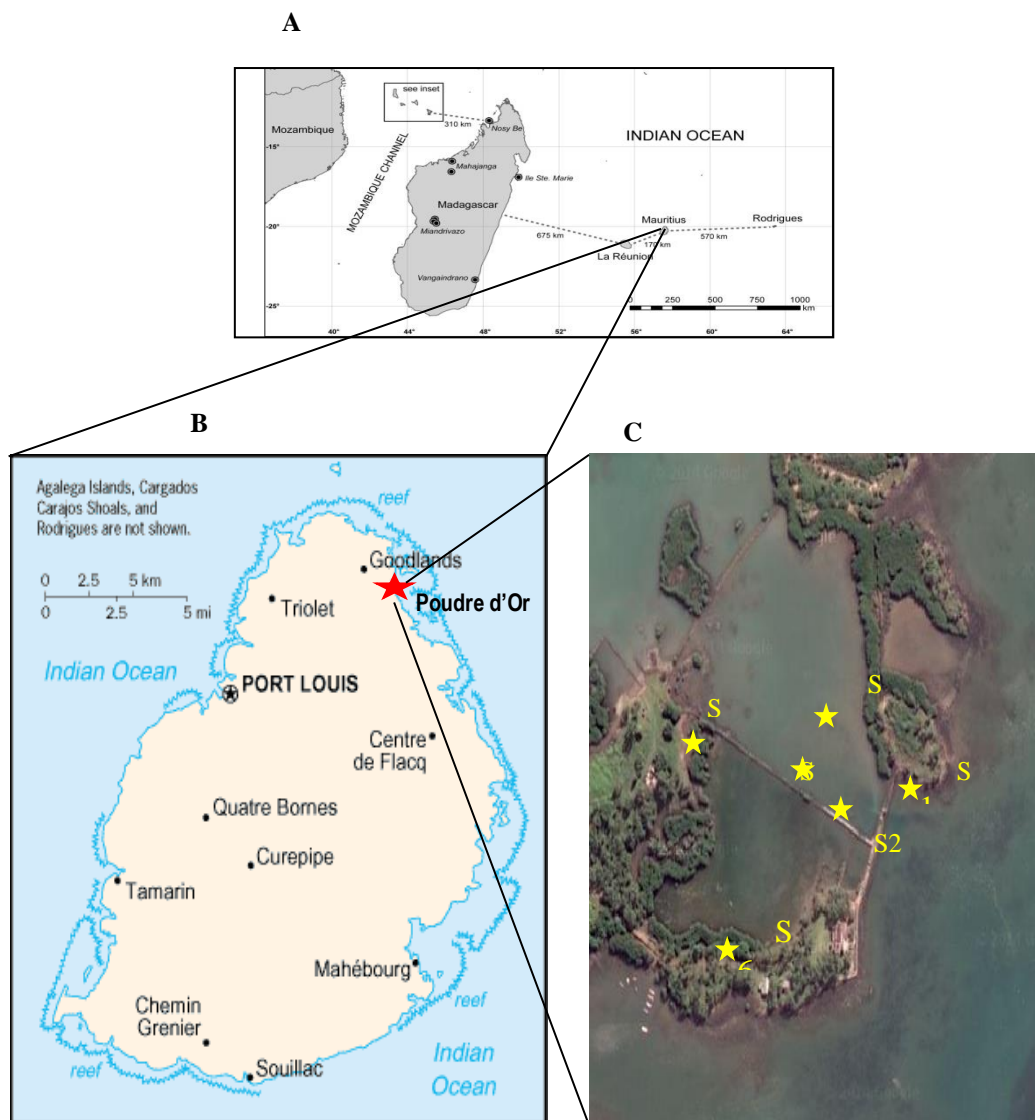 A
see inset
310 km
Nosy Be
Mozambique
INDIAN OCEAN
-15°
MOZAMBIQUE CHANNEL
Mahajanga
Ile Ste. Marie
Madagascar
Mauritius
Rodrigues
-20°
Miandrivazo
675 km
170 km
570 km
La Réunion
Vangaindrano
0 250 500 750 1000
km
-25°
40° 44° 48° 52° 56° 60° 64°
B
Agalega Islands, Cargados
Carajos Shoals, and
Rodrigues are not shown.
reef
0 2.5 5 km
0 2.5 5 mi
Goodlands
Triolet
Poudre d'Or
Indian Ocean
PORT LOUIS
Centre
de Flacq
Quatre Bornes
Curepipe
Tamarin
Mahébourg
reef
Chemin
Grenier
reef
Souillac
Indian
Ocean
C
S
S
S
S
1
S2
S
6